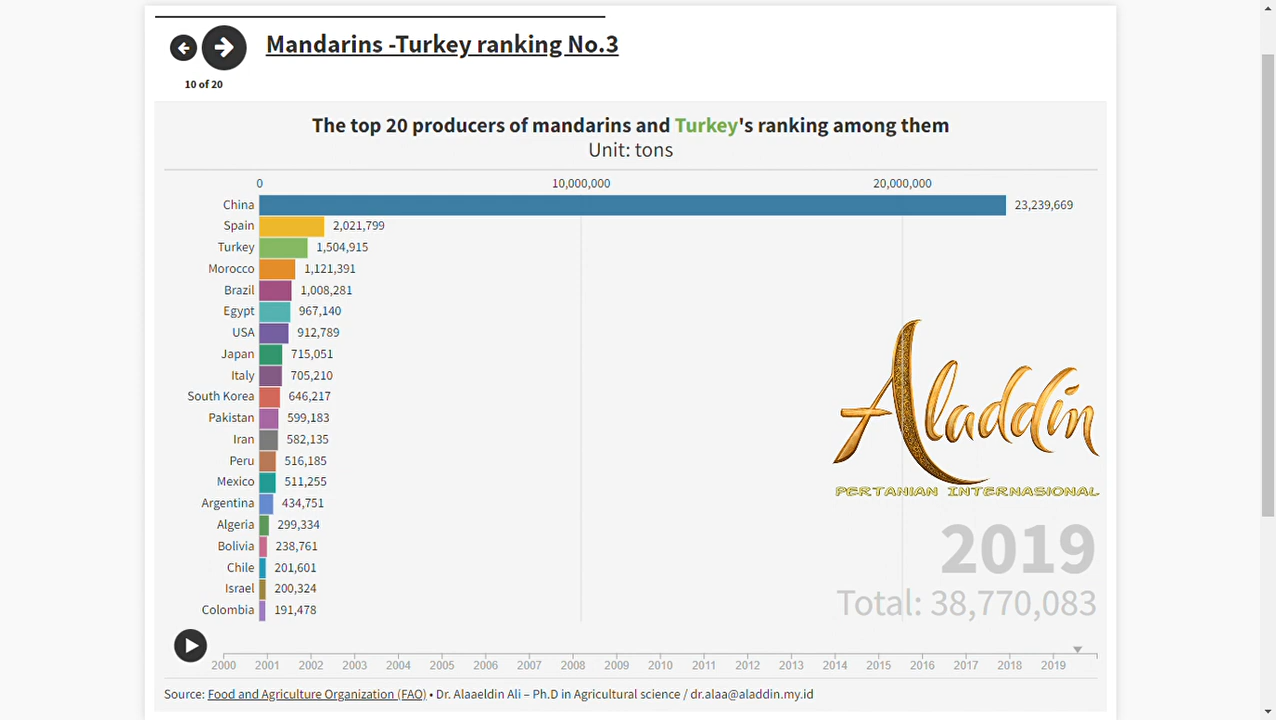 Mandarins -Turkey ranking No.3
10 of 20
The top 20 producers of mandarins and Turkey's ranking among them
Unit: tons
0 10,000,000 20,000,000
China 23,239,669
Spain 2,021,799
Turkey 1,504,915
Morocco 1,121,391
Brazil 1,008,281
Egypt 967,140
USA 912,789
Japan 715,051
Italy 705,210
South Korea 646,217
Pakistan 599,183
Iran 582,135
Peru 516,185
Mexico 511,255
Argentina 434,751
Algeria 299,334
Bolivia 238,761
Chile 201,601
Israel 200,324
Colombia 191,478
Aladdin
PERTANIAN INTERNASIONAL
2019
Total: 38,770,083
2000 2001 2002 2003 2004 2005 2006 2007 2008 2009 2010 2011 2012 2013 2014 2015 2016 2017 2018 2019
Source: Food and Agriculture Organization (FAO) • Dr. Alaaeldin Ali – Ph.D in Agricultural science / dr.alaa@aladdin.my.id